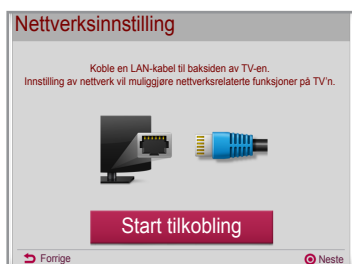 Nettverksinnstilling
Koble en LAN-kabel til baksiden av TV-en.
Innstilling av nettverk vil muliggjøre nettverksrelaterte funksjoner på TV'n.
Start tilkobling
Forrige
Neste